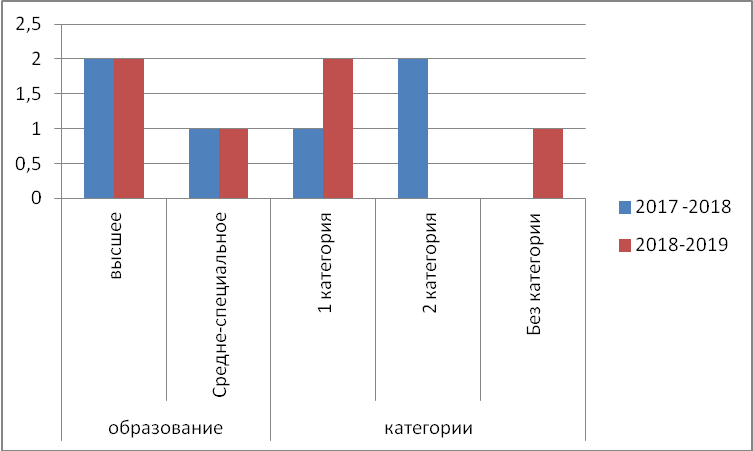 2,5
2
1,5
1
0,5
0
высшее
Средне-специальное
1 категория
2 категория
Без категории
образование
категории
2017 -2018
2018-2019